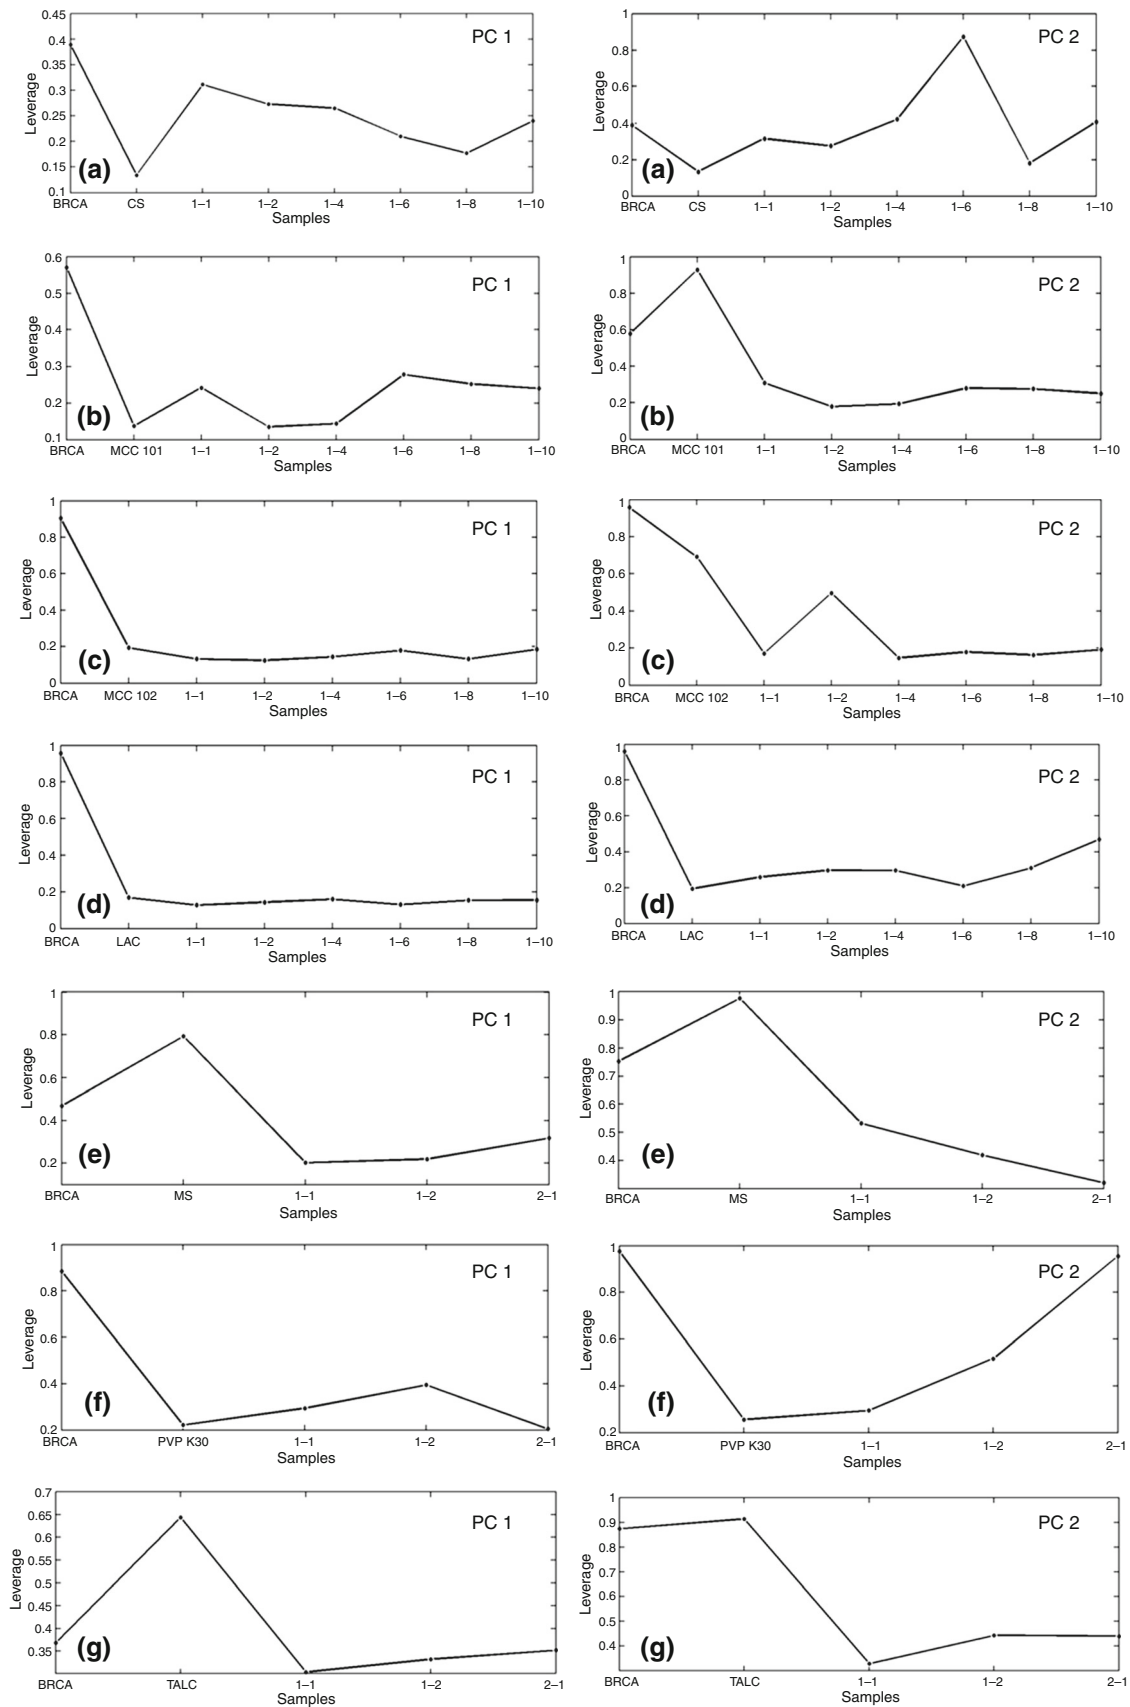 0.45
PC 1
0.4
0.35
0.3
0.25
0.2
0.15
0.1
Leverage
(a)
BRCA CS 1–1 1–2 1–4 1–6 1–8 1–10
Samples
1
PC 2
0.8
0.6
0.4
0.2
0
Leverage
(a)
BRCA CS 1–1 1–2 1–4 1–6 1–8 1–10
Samples
0.6
PC 1
0.5
0.4
0.3
0.2
0.1
Leverage
(b)
BRCA MCC 101 1–1 1–2 1–4 1–6 1–8 1–10
Samples
1
PC 2
0.8
0.6
0.4
0.2
0
Leverage
(b)
BRCA MCC 101 1–1 1–2 1–4 1–6 1–8 1–10
Samples
1
PC 1
0.8
0.6
0.4
0.2
0
Leverage
(c)
BRCA MCC 102 1–1 1–2 1–4 1–6 1–8 1–10
Samples
1
PC 2
0.8
0.6
0.4
0.2
0
Leverage
(c)
BRCA MCC 102 1–1 1–2 1–4 1–6 1–8 1–10
Samples
1
PC 1
0.8
0.6
0.4
0.2
0
Leverage
(d)
BRCA LAC 1–1 1–2 1–4 1–6 1–8 1–10
Samples
1
PC 2
0.8
0.6
0.4
0.2
0
Leverage
(d)
BRCA LAC 1–1 1–2 1–4 1–6 1–8 1–10
Samples
1
PC 1
0.8
0.6
0.4
0.2
Leverage
(e)
BRCA MS 1–1 1–2 2–1
Samples
1
PC 2
0.9
0.8
0.7
0.6
0.5
0.4
Leverage
(e)
BRCA MS 1–1 1–2 2–1
Samples
1
PC 1
0.8
0.6
0.4
0.2
Leverage
(f)
BRCA PVP K30 1–1 1–2 2–1
Samples
1
PC 2
0.8
0.6
0.4
0.2
Leverage
(f)
BRCA PVP K30 1–1 1–2 2–1
Samples
0.7
PC 1
0.65
0.6
0.55
0.5
0.45
0.4
0.35
Leverage
(g)
BRCA TALC 1–1 1–2 2–1
Samples
1
PC 2
0.9
0.8
0.7
0.6
0.5
0.4
Leverage
(g)
BRCA TALC 1–1 1–2 2–1
Samples